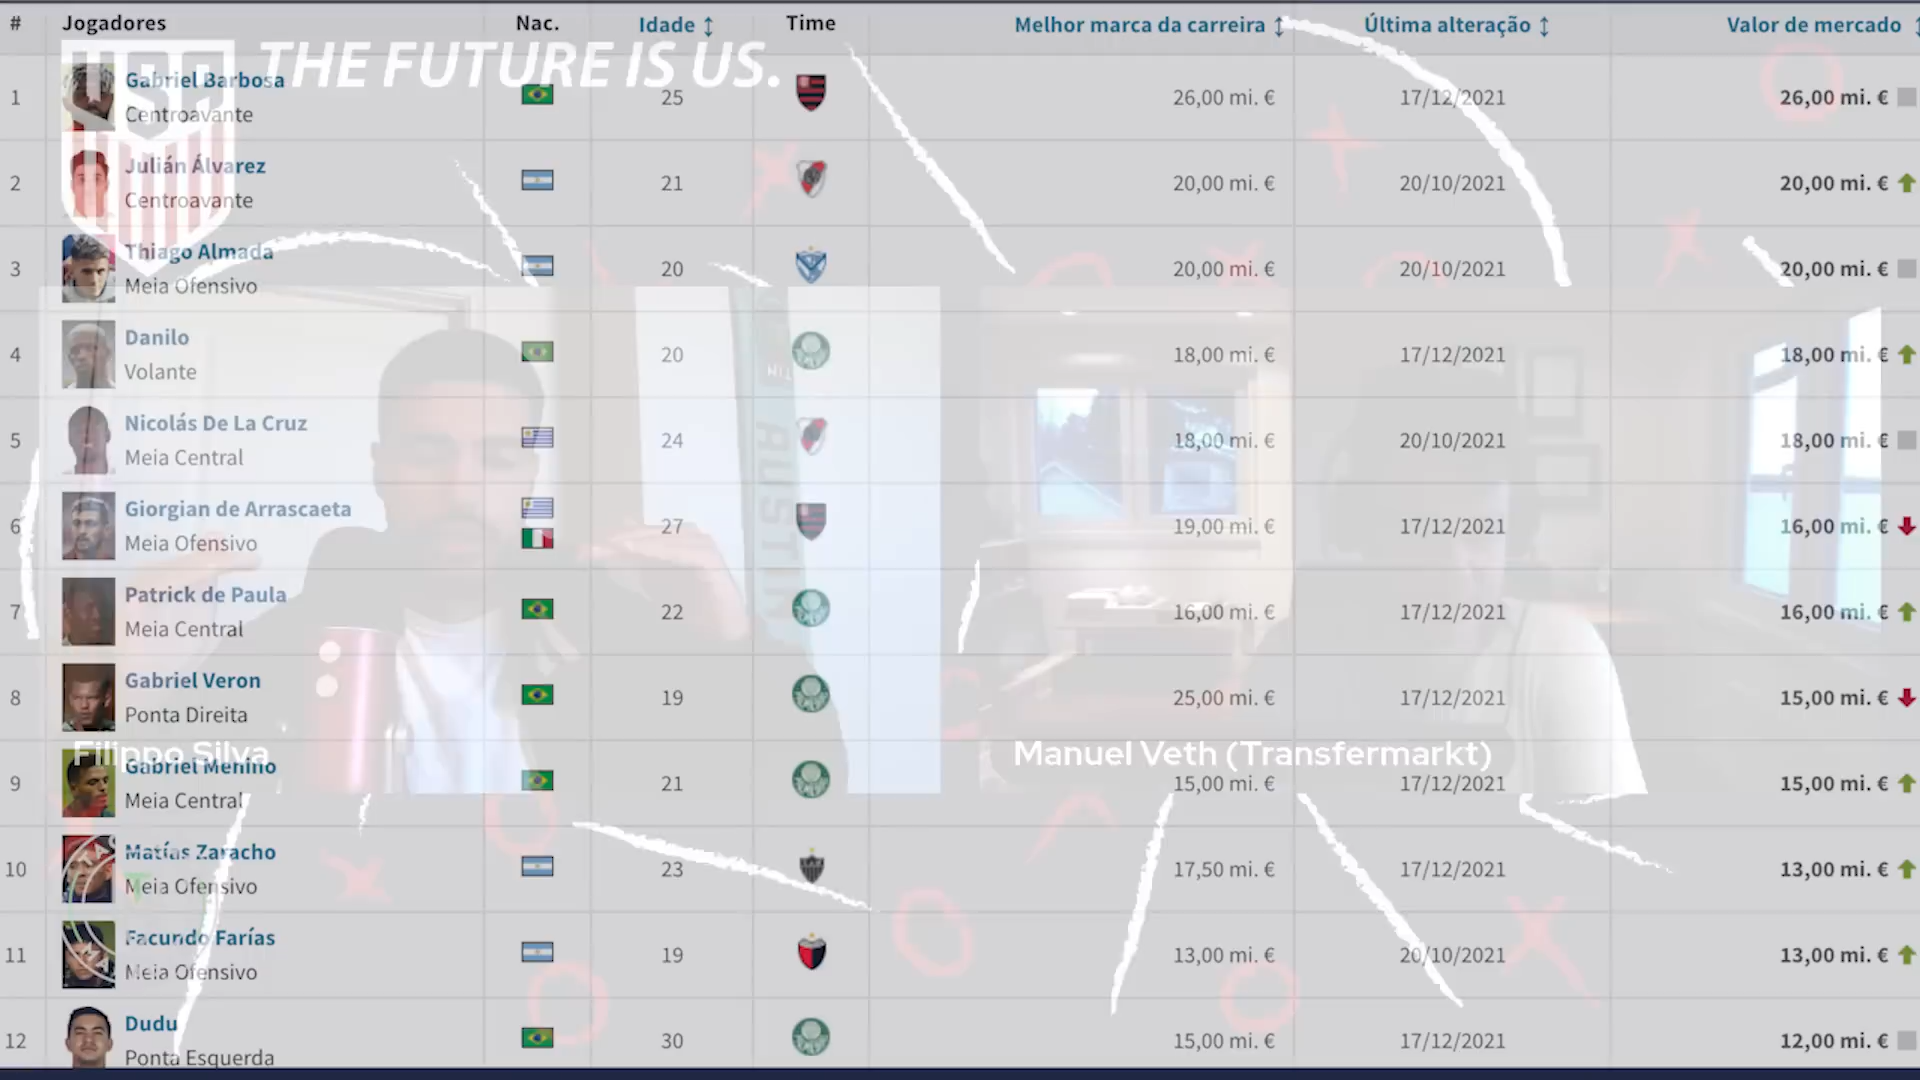 # Jogadores Nac. Idade Time Melhor marca da carreira Última alteração Valor de mercado
THE FUTURE IS US.
USA
1 Gabriel Barbosa 25 26,00 mi. € 17/12/2021 26,00 mi. €
Centroavante
2 Julián Álvarez 21 20,00 mi. € 20/10/2021 20,00 mi. €
Centroavante
3 Thiago Almada 20 20,00 mi. € 20/10/2021 20,00 mi. €
Meia Ofensivo
4 Danilo 20 18,00 mi. € 17/12/2021 18,00 mi. €
Volante
5 Nicolás De La Cruz 24 18,00 mi. € 20/10/2021 18,00 mi. €
Meia Central
AUSTIN
6 Giorgian de Arrascaeta 27 19,00 mi. € 17/12/2021 16,00 mi. €
Meia Ofensivo
7 Patrick de Paula 22 16,00 mi. € 17/12/2021 16,00 mi. €
Meia Central
8 Gabriel Veron 19 25,00 mi. € 17/12/2021 15,00 mi. €
Ponta Direita
Filippo Silva Manuel Veth (Transfermarkt)
9 Gabriel Menino 21 15,00 mi. € 17/12/2021 15,00 mi. €
Meia Central
10 Matías Zaracho 23 17,50 mi. € 17/12/2021 13,00 mi. €
Meia Ofensivo
11 Facundo Farías 19 13,00 mi. € 20/10/2021 13,00 mi. €
Meia Ofensivo
12 Dudu 30 15,00 mi. € 17/12/2021 12,00 mi. €
Ponta Esquerda